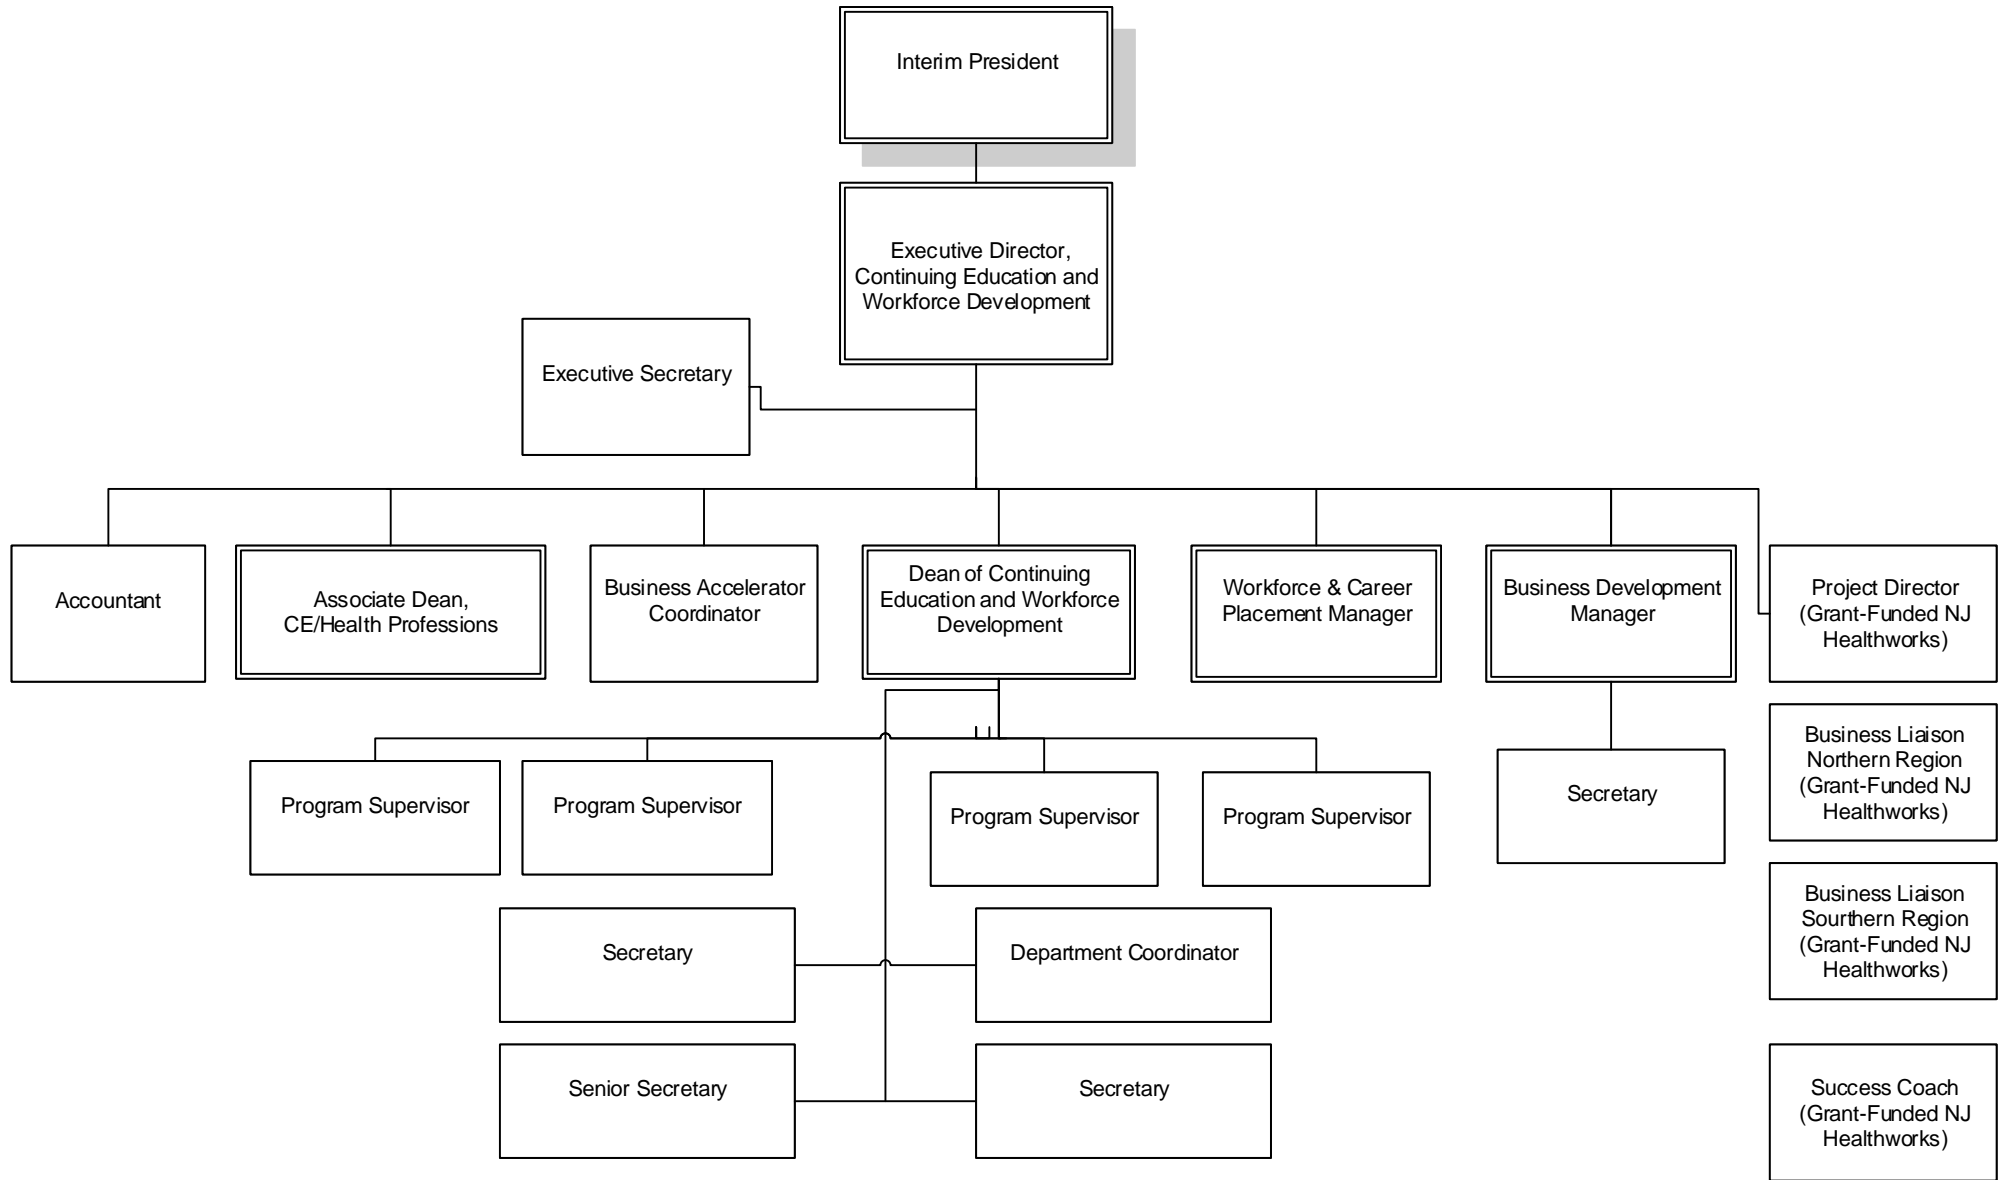 Interim President
Executive Director,
Continuing Education and
Workforce Development
Executive Secretary
Accountant
Associate Dean,
CE/Health Professions
Business Accelerator
Coordinator
Dean of Continuing
Education and Workforce
Development
Workforce & Career
Placement Manager
Business Development
Manager
Project Director
(Grant-Funded NJ
Healthworks)
Business Liaison
Northern Region
(Grant-Funded NJ
Healthworks)
Program Supervisor
Program Supervisor
Program Supervisor
Program Supervisor
Secretary
Business Liaison
Sourthern Region
(Grant-Funded NJ
Healthworks)
Secretary
Department Coordinator
Senior Secretary
Secretary
Success Coach
(Grant-Funded NJ
Healthworks)